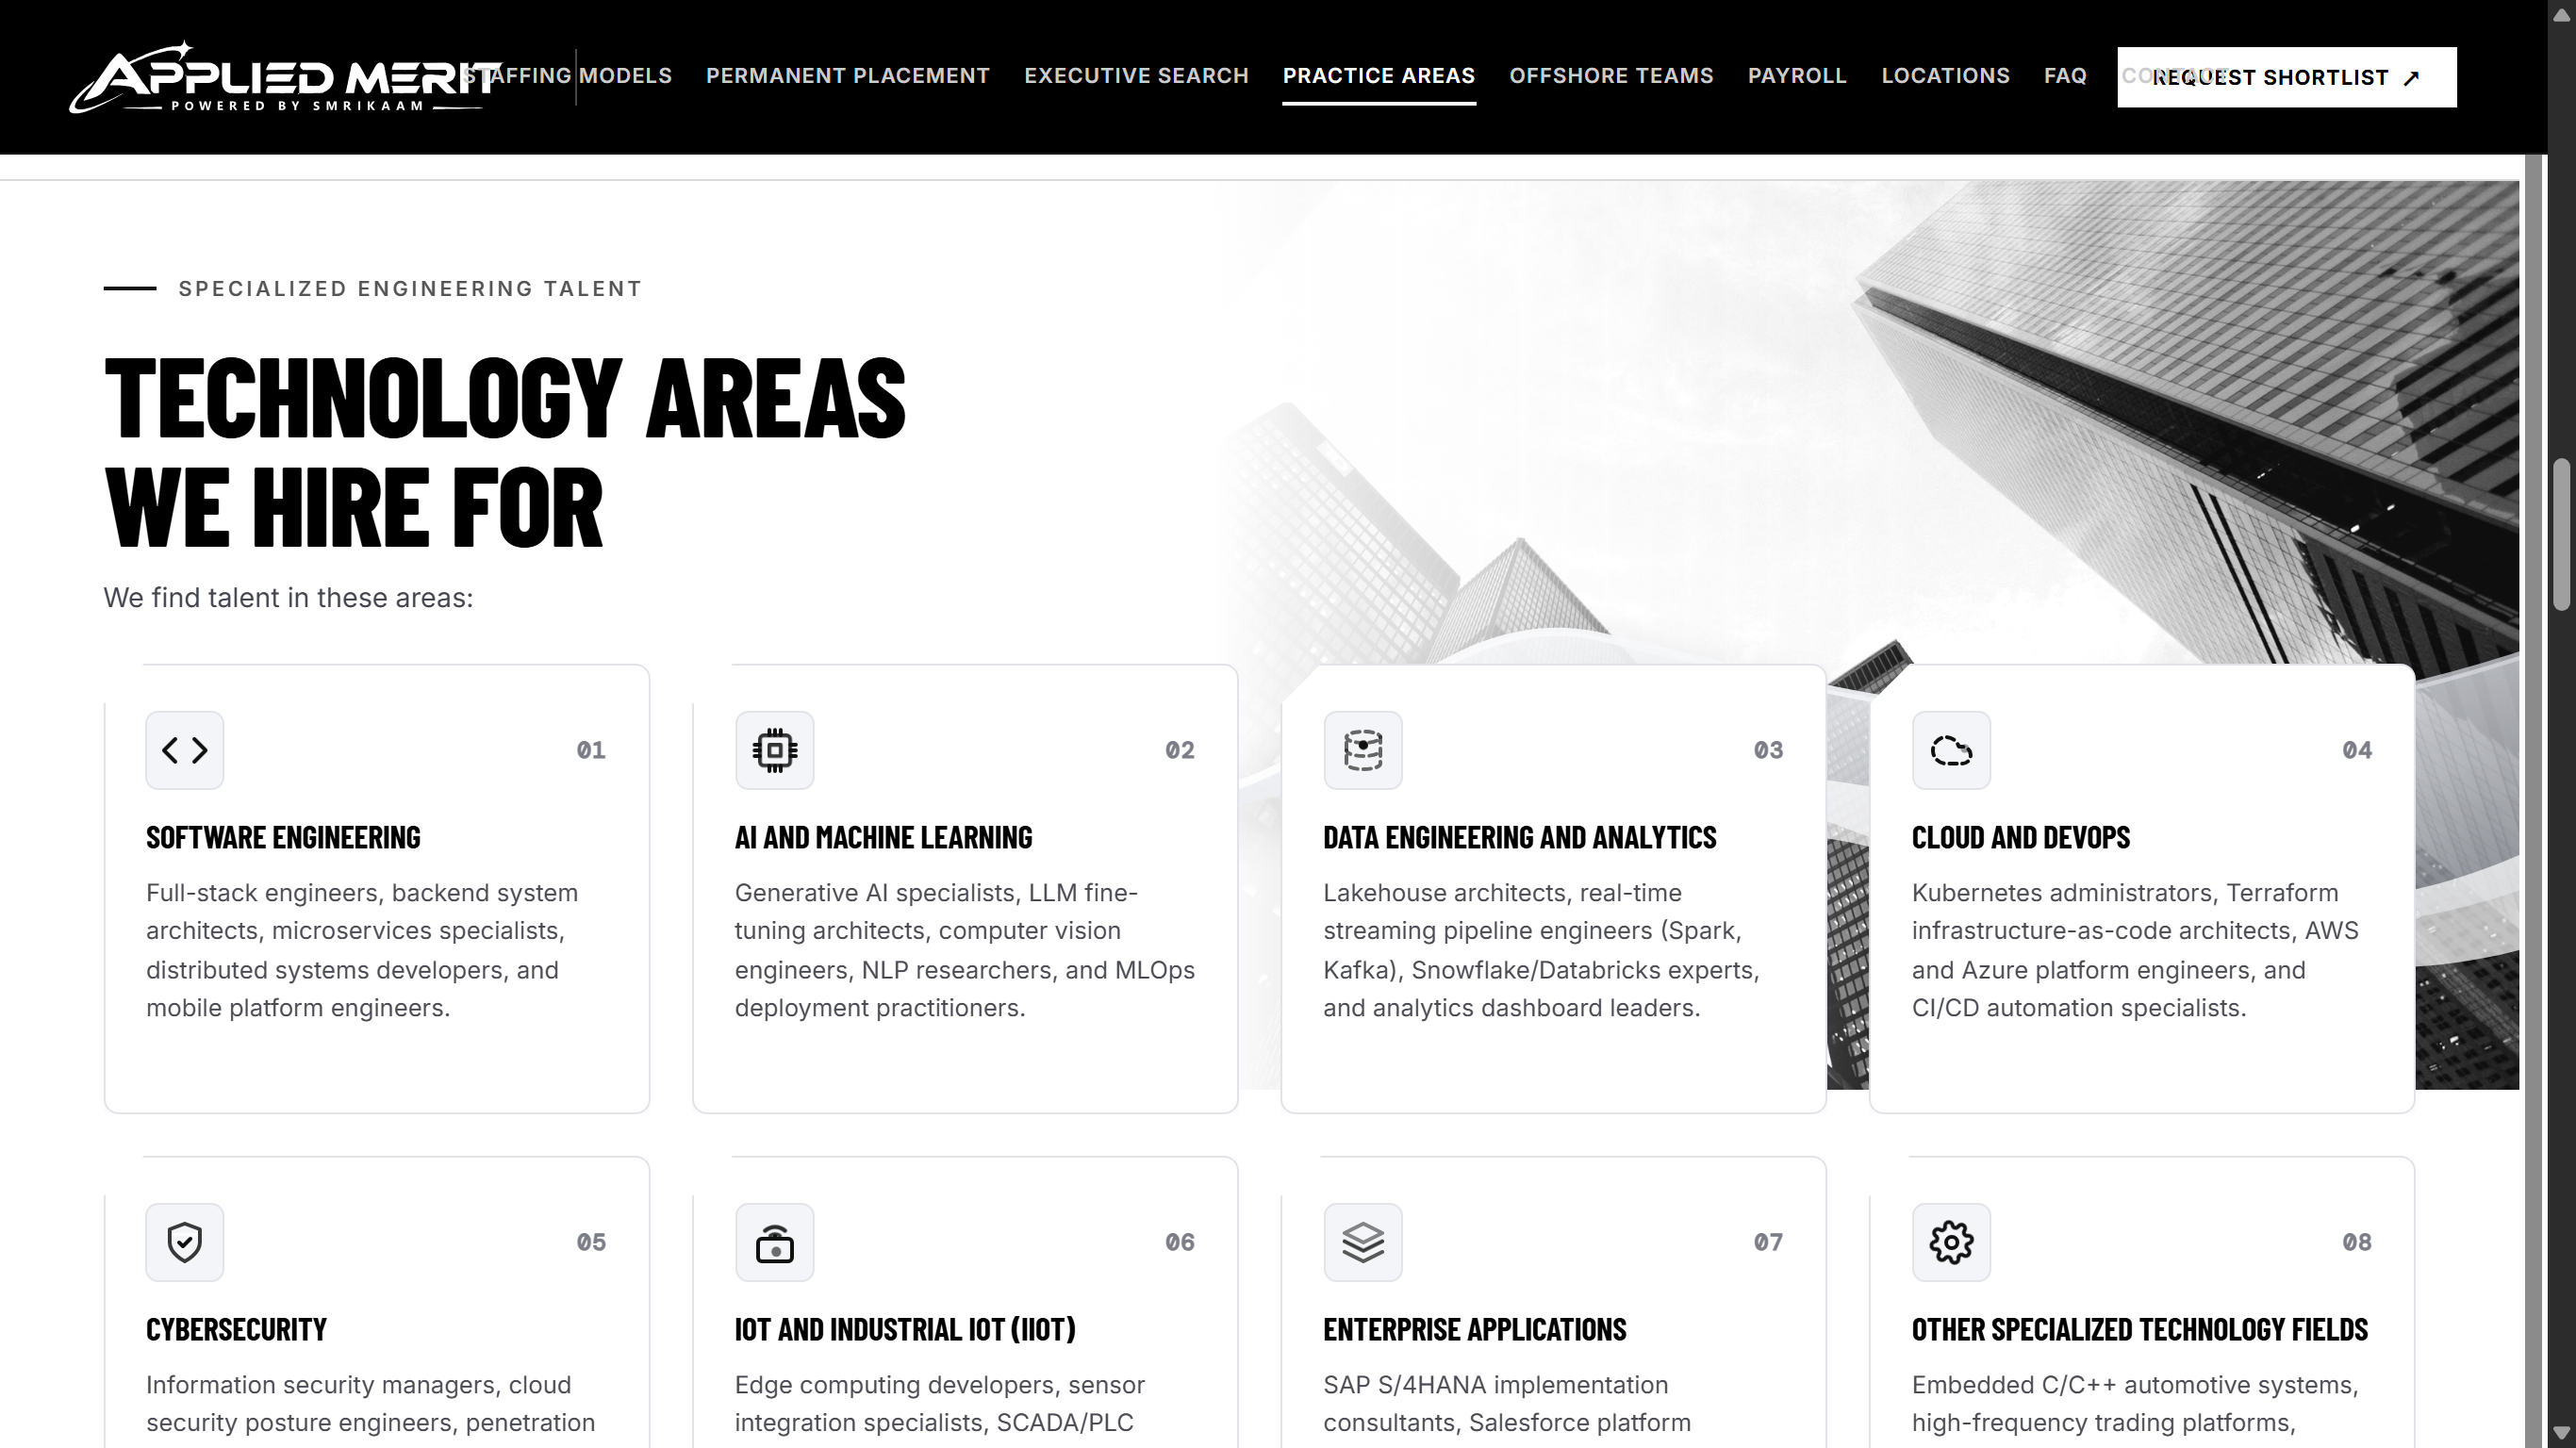 APPLIED MERIT
POWERED BY SMRIKAAM
STAFFING MODELS
PERMANENT PLACEMENT
EXECUTIVE SEARCH
PRACTICE AREAS
OFFSHORE TEAMS
PAYROLL
LOCATIONS
FAQ
CONTACT
REQUEST SHORTLIST ↗
SPECIALIZED ENGINEERING TALENT
TECHNOLOGY AREAS
WE HIRE FOR
We find talent in these areas:
01
SOFTWARE ENGINEERING
Full-stack engineers, backend system
architects, microservices specialists,
distributed systems developers, and
mobile platform engineers.
02
AI AND MACHINE LEARNING
Generative AI specialists, LLM fine-
tuning architects, computer vision
engineers, NLP researchers, and MLOps
deployment practitioners.
03
DATA ENGINEERING AND ANALYTICS
Lakehouse architects, real-time
streaming pipeline engineers (Spark,
Kafka), Snowflake/Databricks experts,
and analytics dashboard leaders.
04
CLOUD AND DEVOPS
Kubernetes administrators, Terraform
infrastructure-as-code architects, AWS
and Azure platform engineers, and
CI/CD automation specialists.
05
CYBERSECURITY
Information security managers, cloud
security posture engineers, penetration
06
IOT AND INDUSTRIAL IOT (IIOT)
Edge computing developers, sensor
integration specialists, SCADA/PLC
07
ENTERPRISE APPLICATIONS
SAP S/4HANA implementation
consultants, Salesforce platform
08
OTHER SPECIALIZED TECHNOLOGY FIELDS
Embedded C/C++ automotive systems,
high-frequency trading platforms,